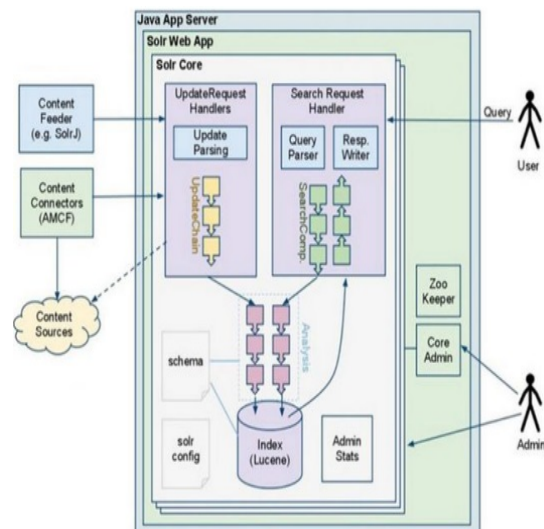 Java App Server
Solr Web App
Solr Core
UpdateRequest
Handlers
Update
Parsing
UpdateChain
Search Request
Handler
Query
Parser
Resp.
Writer
SearchComp.
Content
Feeder
(e.g. SolrJ)
Content
Connectors
(AMCF)
Content
Sources
Query
User
Zoo
Keeper
Core
Admin
Admin
Analysis
schema
solr
config
Index
(Lucene)
Admin
Stats